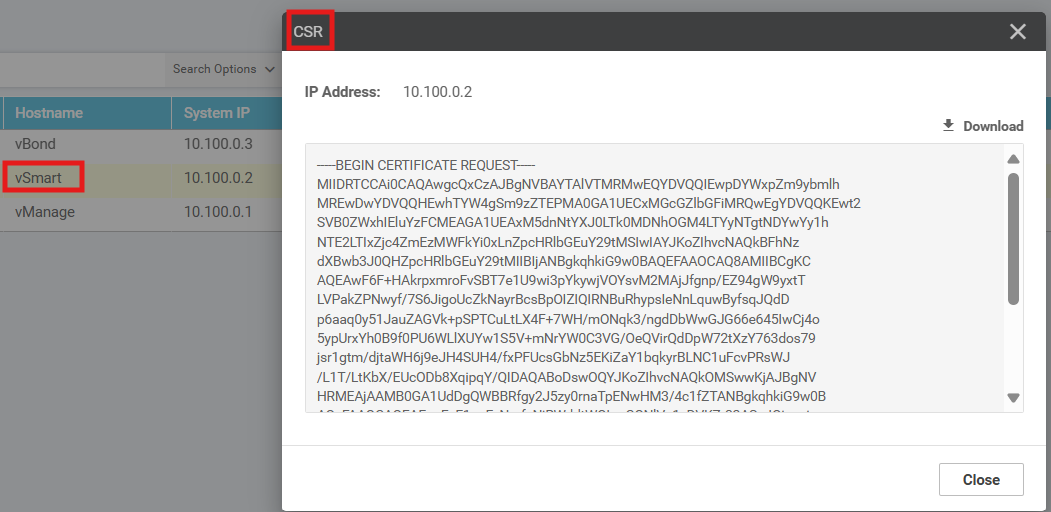 CSR
IP Address: 10.100.0.2
Download
Search Options
Hostname System IP
vBond 10.100.0.3
vSmart 10.100.0.2
vManage 10.100.0.1
-----BEGIN CERTIFICATE REQUEST-----
MIIDRTCCAi0CAQAwgcQxCzAJBgNVBAYTAlVTMRMwEQYDVQQIEwpDYWxpZm9ybmlh
MREwDwYDVQQHEwhTYW4gSm9zZTEPMA0GA1UECxMGcGZlbGFiMRQwEgYDVQQKEwt2
SVB0ZWxhIEluYzFCMEAGA1UEAxM5dnNtYXJ0LTk0MDNhOGM4LTYyNTgtNDYwYy1h
NTE2LTIxZjc4ZmEzMWFkYi0xLnZpcHRlbGEuY29tMSIwIAYJKoZIhvcNAQkBFhNz
dXBwb3J0QHZpcHRlbGEuY29tMIIBIjANBgkqhkiG9w0BAQEFAAOCAQ8AMIIBCgKC
AQEAwF6F+HAkrpxmroFvSBT7e1U9wi3pYkywjVOYsvM2MAjJfgnp/EZ94gW9yxtT
LVPakZPNwyf/7S6JigoUcZkNayrBcsBpOIZIQIRNBuRhypsIeNnLquwByfsqJQdD
p6aaq0y51JauZAGVk+pSPTCuLtLX4F+7WH/mONqk3/ngdDbWwGJG66e645IwCj4o
5ypUrxYh0B9f0PU6WLlXUYw1S5V+mNrYW0C3VG/OeQVirQdDpW72tXzY763dos79
jsr1gtm/djtaWH6j9eJH4SUH4/fxPFUcsGbNz5EKiZaY1bqkyrBLNC1uFcvPRsWJ
/L1T/LtKbX/EUcODb8XqipqY/QIDAQABoDswOQYJKoZIhvcNAQkOMSwwKjAJBgNV
HRMEAjAAMB0GA1UdDgQWBBRfgy2J5zy0rnaTpENwHM3/4c1fZTANBgkqhkiG9w0B
Close